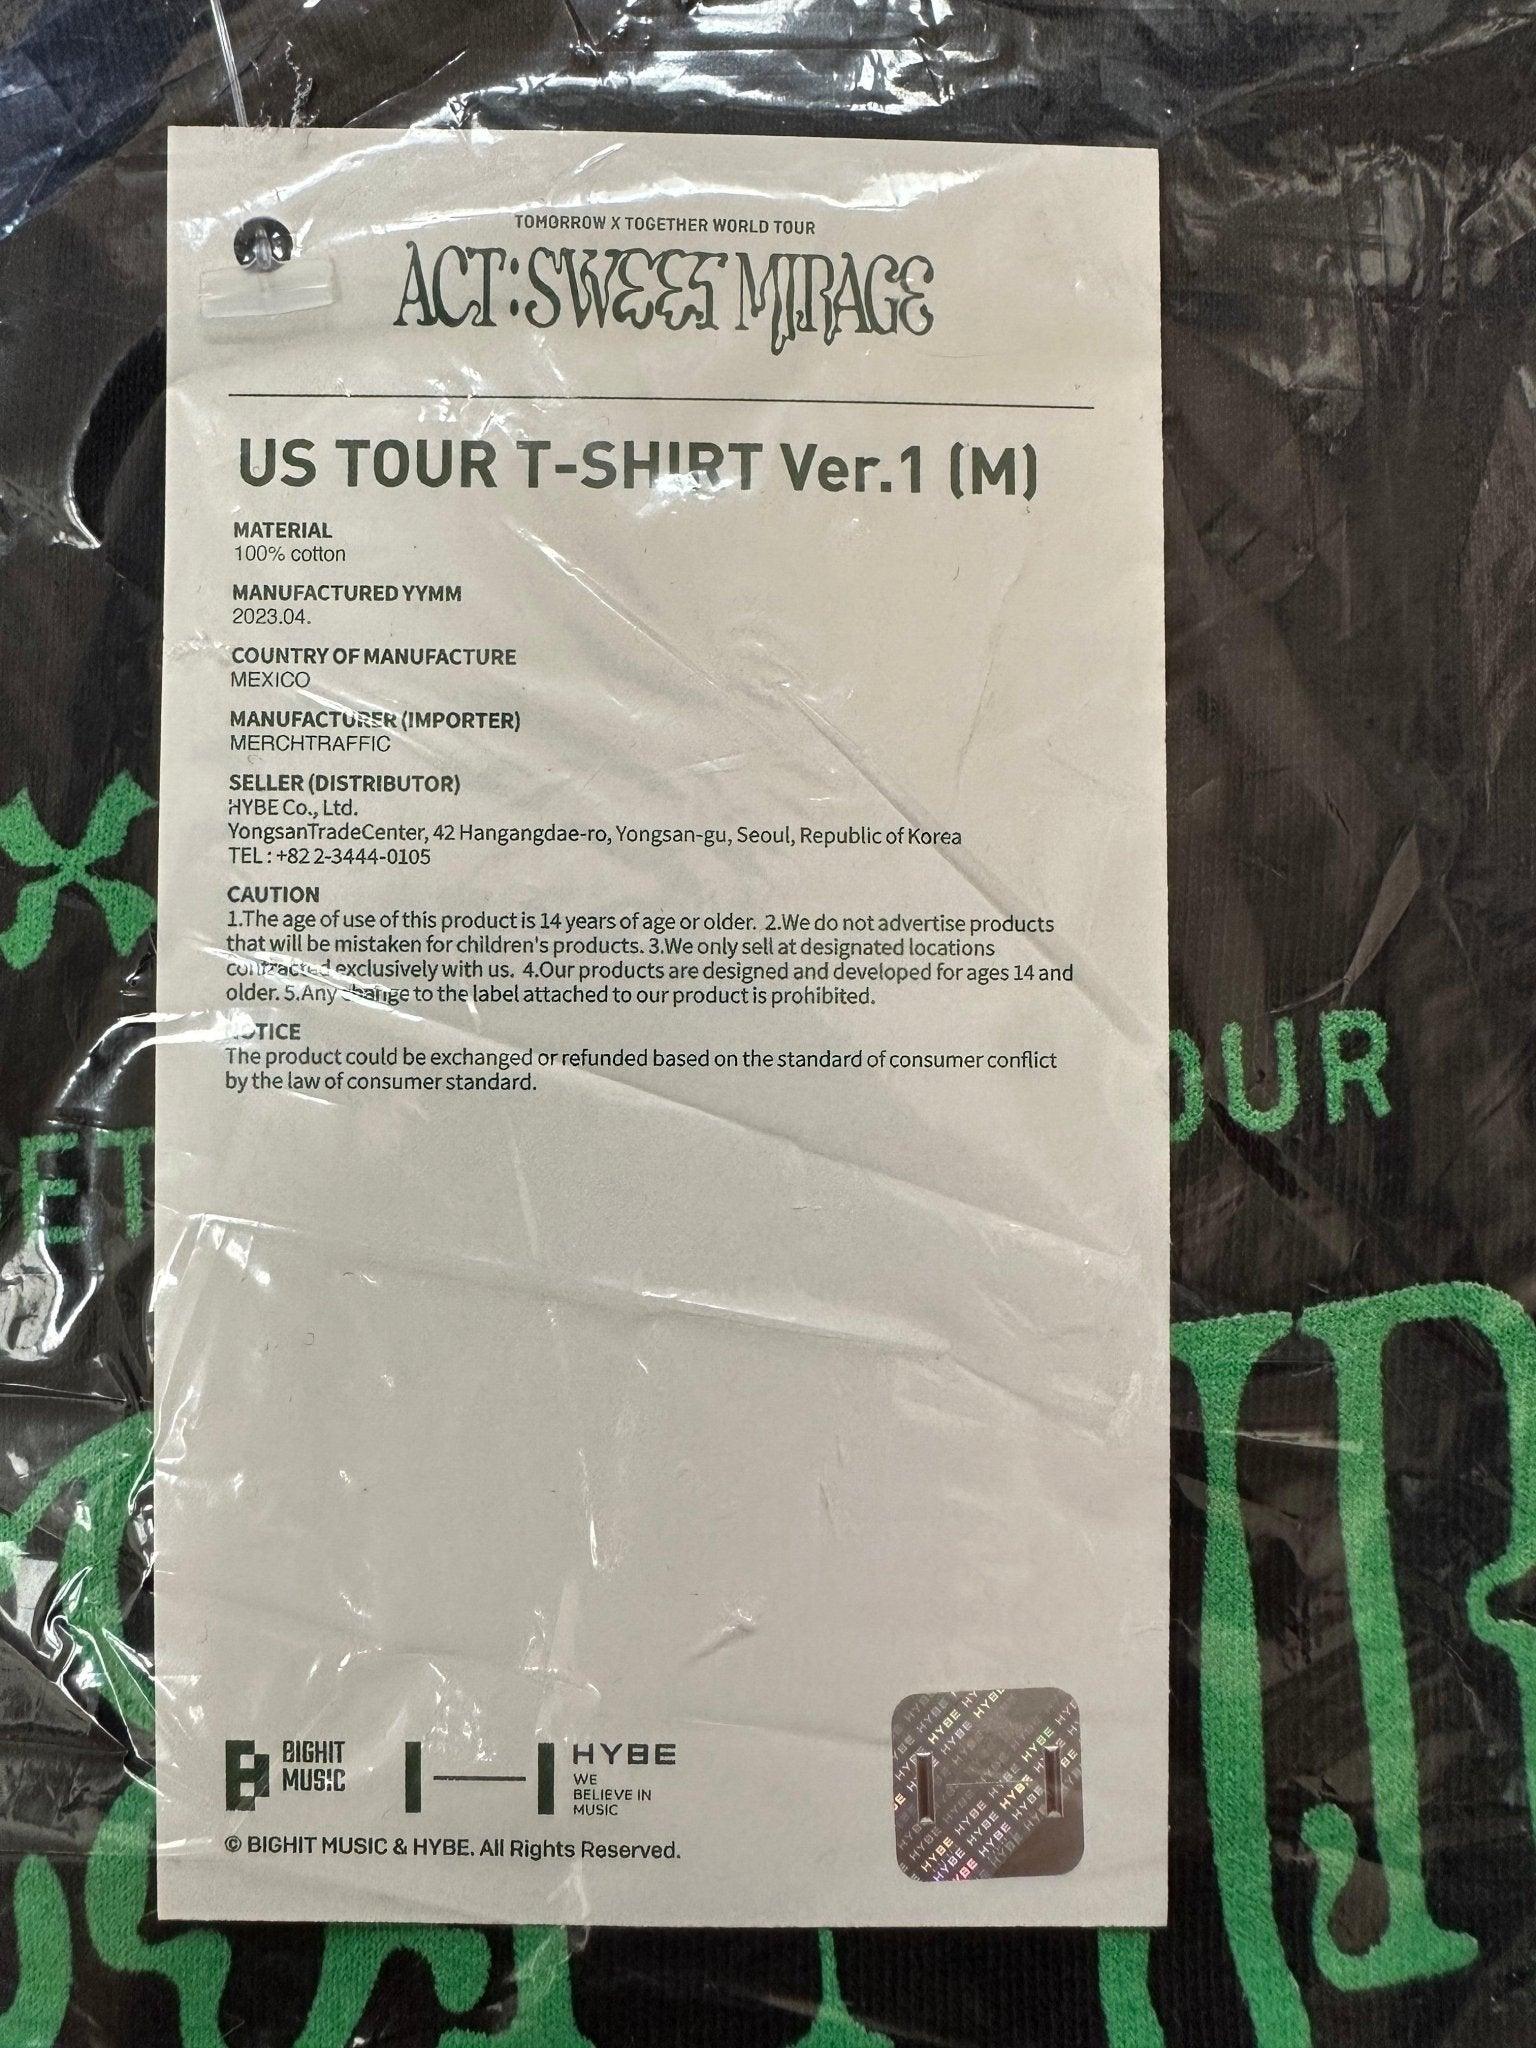 TOMORROW X TOGETHER WORLD TOUR
ACT : SWEET MIRAGE
US TOUR T-SHIRT Ver.1 (M)
MATERIAL
100% cotton
MANUFACTURED YYMM
2023.04.
COUNTRY OF MANUFACTURE
MEXICO
MANUFACTURER (IMPORTER)
MERCHTRAFFIC
SELLER (DISTRIBUTOR)
HYBE Co., Ltd.
YongsanTradeCenter, 42 Hangangdae-ro, Yongsan-gu, Seoul, Republic of Korea
TEL : +82 2-3444-0105
CAUTION
1.The age of use of this product is 14 years of age or older. 2.We do not advertise products
that will be mistaken for children's products. 3.We only sell at designated locations
contracted exclusively with us. 4.Our products are designed and developed for ages 14 and
older. 5.Any change to the label attached to our product is prohibited.
NOTICE
The product could be exchanged or refunded based on the standard of consumer conflict
by the law of consumer standard.
X
ET
OUR
BIGHIT
MUSIC
HYBE
WE
BELIEVE IN
MUSIC
© BIGHIT MUSIC & HYBE. All Rights Reserved.
HYBE